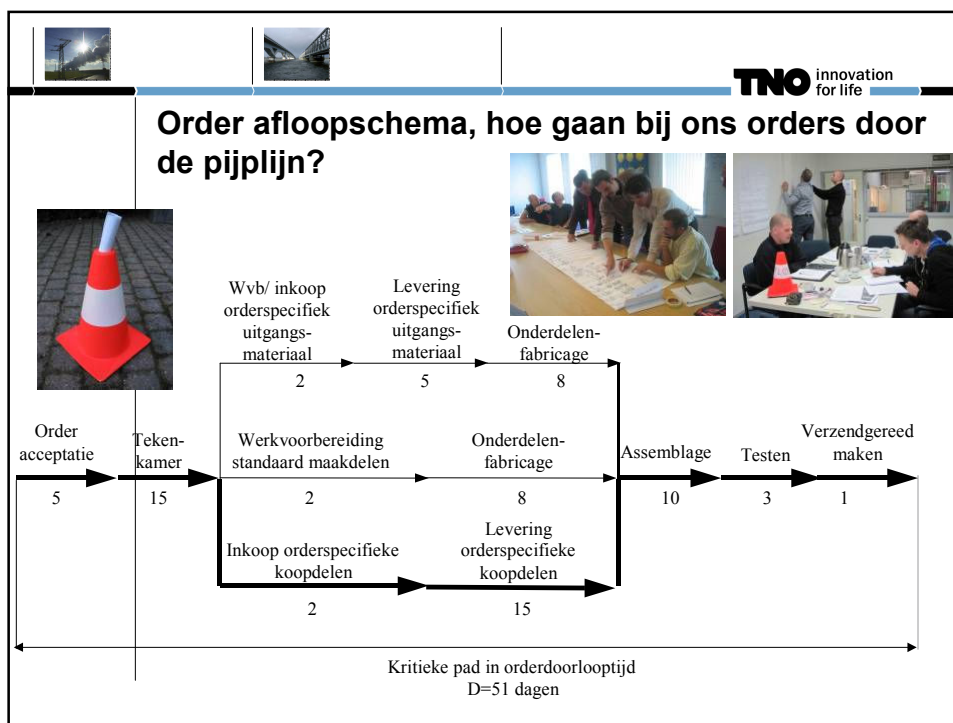 TNO innovation
for life
Order afloopschema, hoe gaan bij ons orders door
de pijplijn?
Wvb/ inkoop
orderspecifiek
uitgangs-
materiaal
2
Levering
orderspecifiek
uitgangs-
materiaal
5
Onderdelen-
fabricage
8
Order
acceptatie
5
Teken-
kamer
15
Werkvoorbereiding
standaard maakdelen
2
Onderdelen-
fabricage
8
Assemblage
10
Testen
3
Verzendgereed
maken
1
Inkoop orderspecifieke
koopdelen
2
Levering
orderspecifieke
koopdelen
15
Kritieke pad in orderdoorlooptijd
D=51 dagen